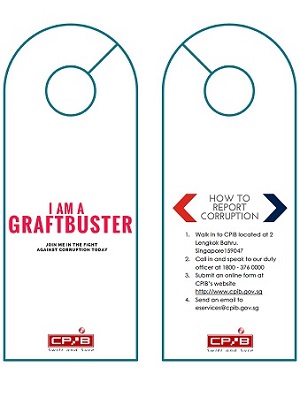 I AM A
GRAFTBUSTER
JOIN ME IN THE FIGHT
AGAINST CORRUPTION TODAY
CPIB
Swift and Sure
HOW TO
REPORT
CORRUPTION
1. Walk in to CPIB located at 2
Lengkok Bahru,
Singapore159047
2. Call in and speak to our duty
officer at 1800 - 376 0000
3. Submit an online form at
CPIB's website
http://www.cpib.gov.sg
4. Send an email to
eservices@cpib.gov.sg
CPIB
Swift and Sure